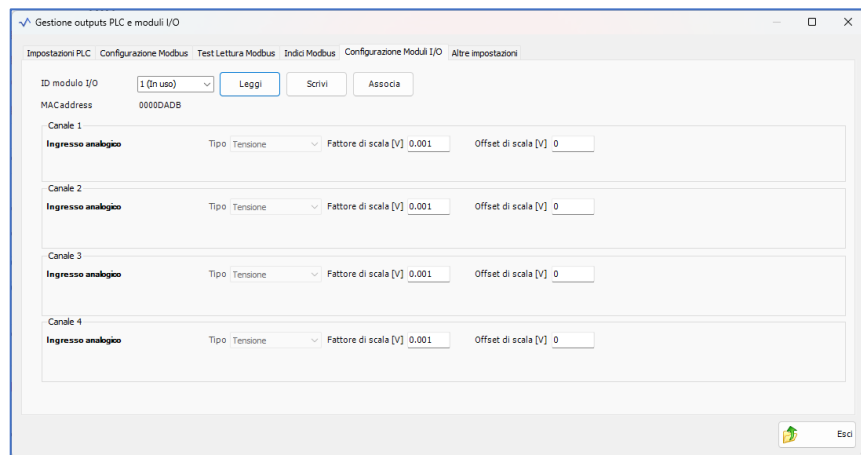 Gestione outputs PLC e moduli I/O
Impostazioni PLC Configurazione Modbus Test Lettura Modbus Indici Modbus Configurazione Moduli I/O Altre impostazioni
ID modulo I/O 1 (In uso) Leggi Scrivi Associa
MACaddress 0000DADB
Canale 1
Ingresso analogico Tipo Tensione Fattore di scala [V] 0.001 Offset di scala [V] 0
Canale 2
Ingresso analogico Tipo Tensione Fattore di scala [V] 0.001 Offset di scala [V] 0
Canale 3
Ingresso analogico Tipo Tensione Fattore di scala [V] 0.001 Offset di scala [V] 0
Canale 4
Ingresso analogico Tipo Tensione Fattore di scala [V] 0.001 Offset di scala [V] 0
Esci